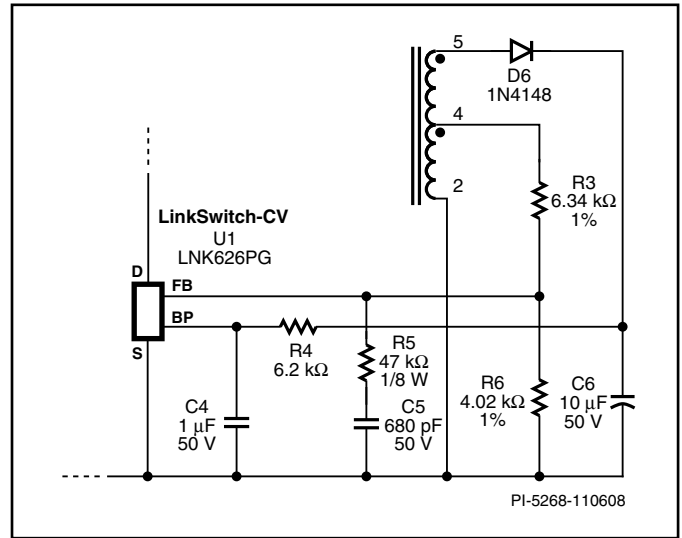 5
D6
1N4148
4
2
R3
6.34 kΩ
1%
LinkSwitch-CV
U1
LNK626PG
D
FB
BP
S
R4
6.2 kΩ
R5
47 kΩ
1/8 W
R6
4.02 kΩ
1%
C6
10 μF
50 V
C4
1 μF
50 V
C5
680 pF
50 V
PI-5268-110608